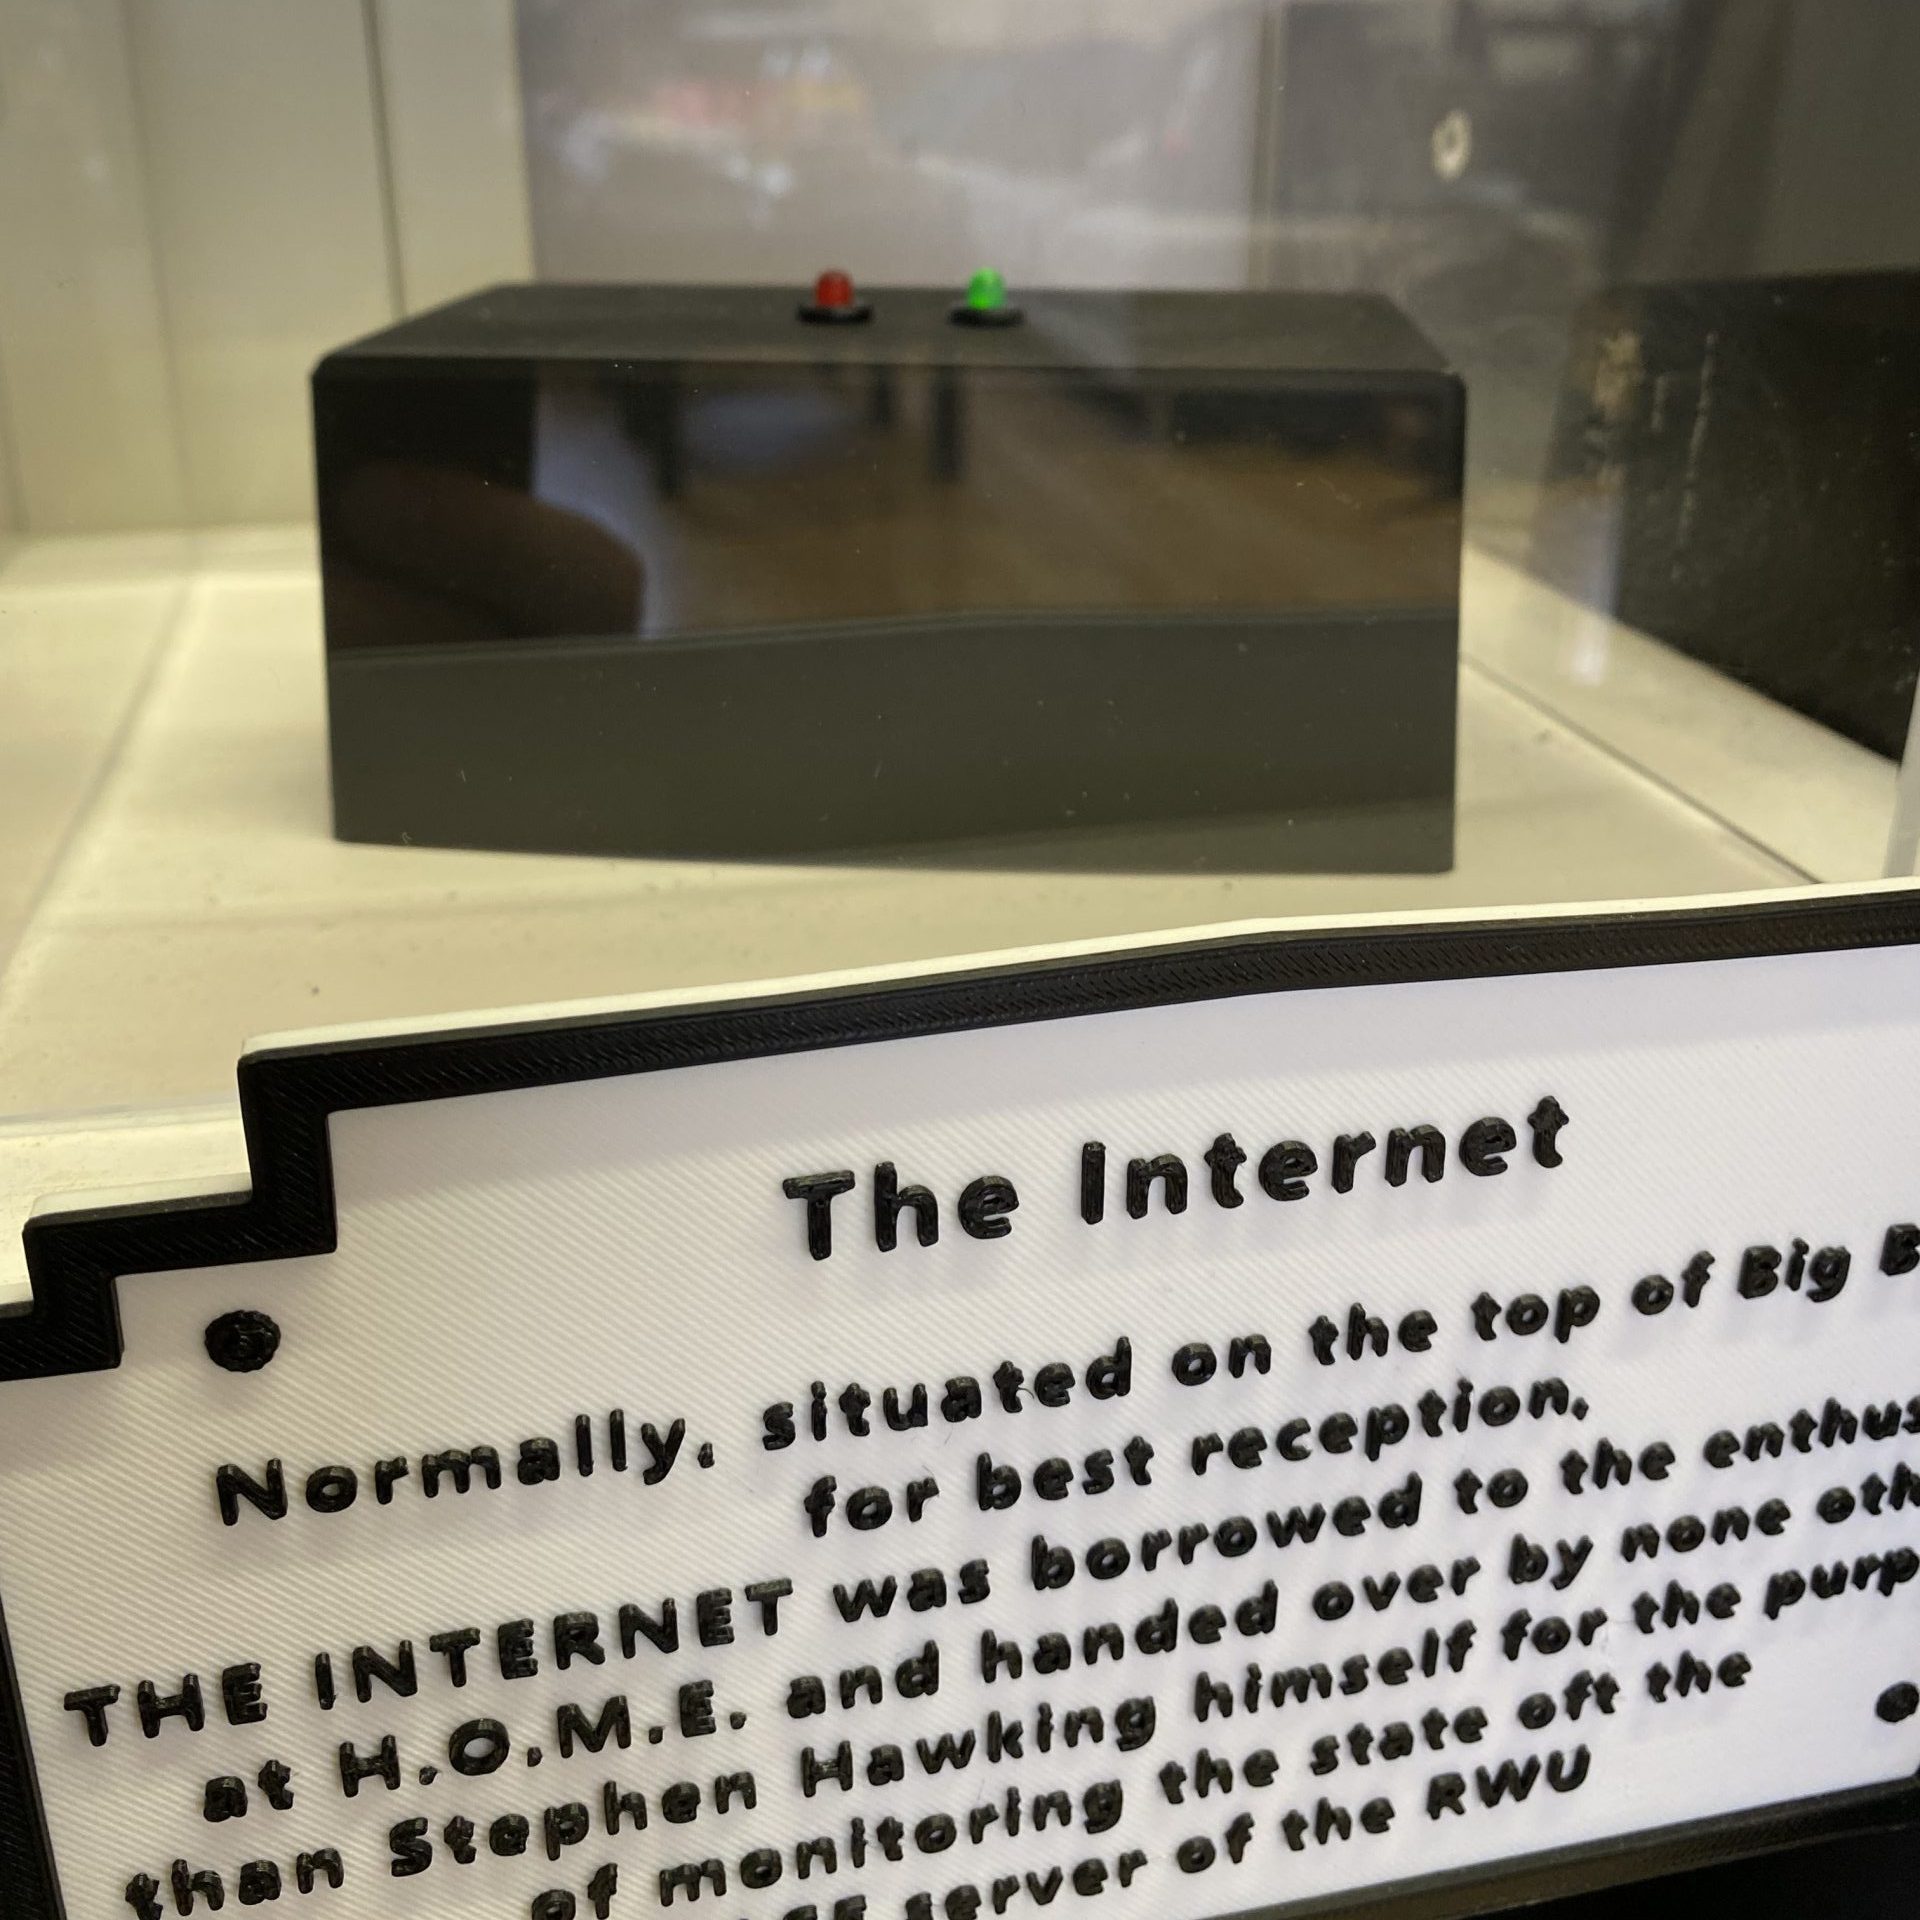 The Internet
Normally, situated on the top of Big B
for best reception.
THE INTERNET was borrowed to the enthus
at H.O.M.E. and handed over by none oth
than Stephen Hawking himself for the purp
of monitoring the state oft the
server of the RWU